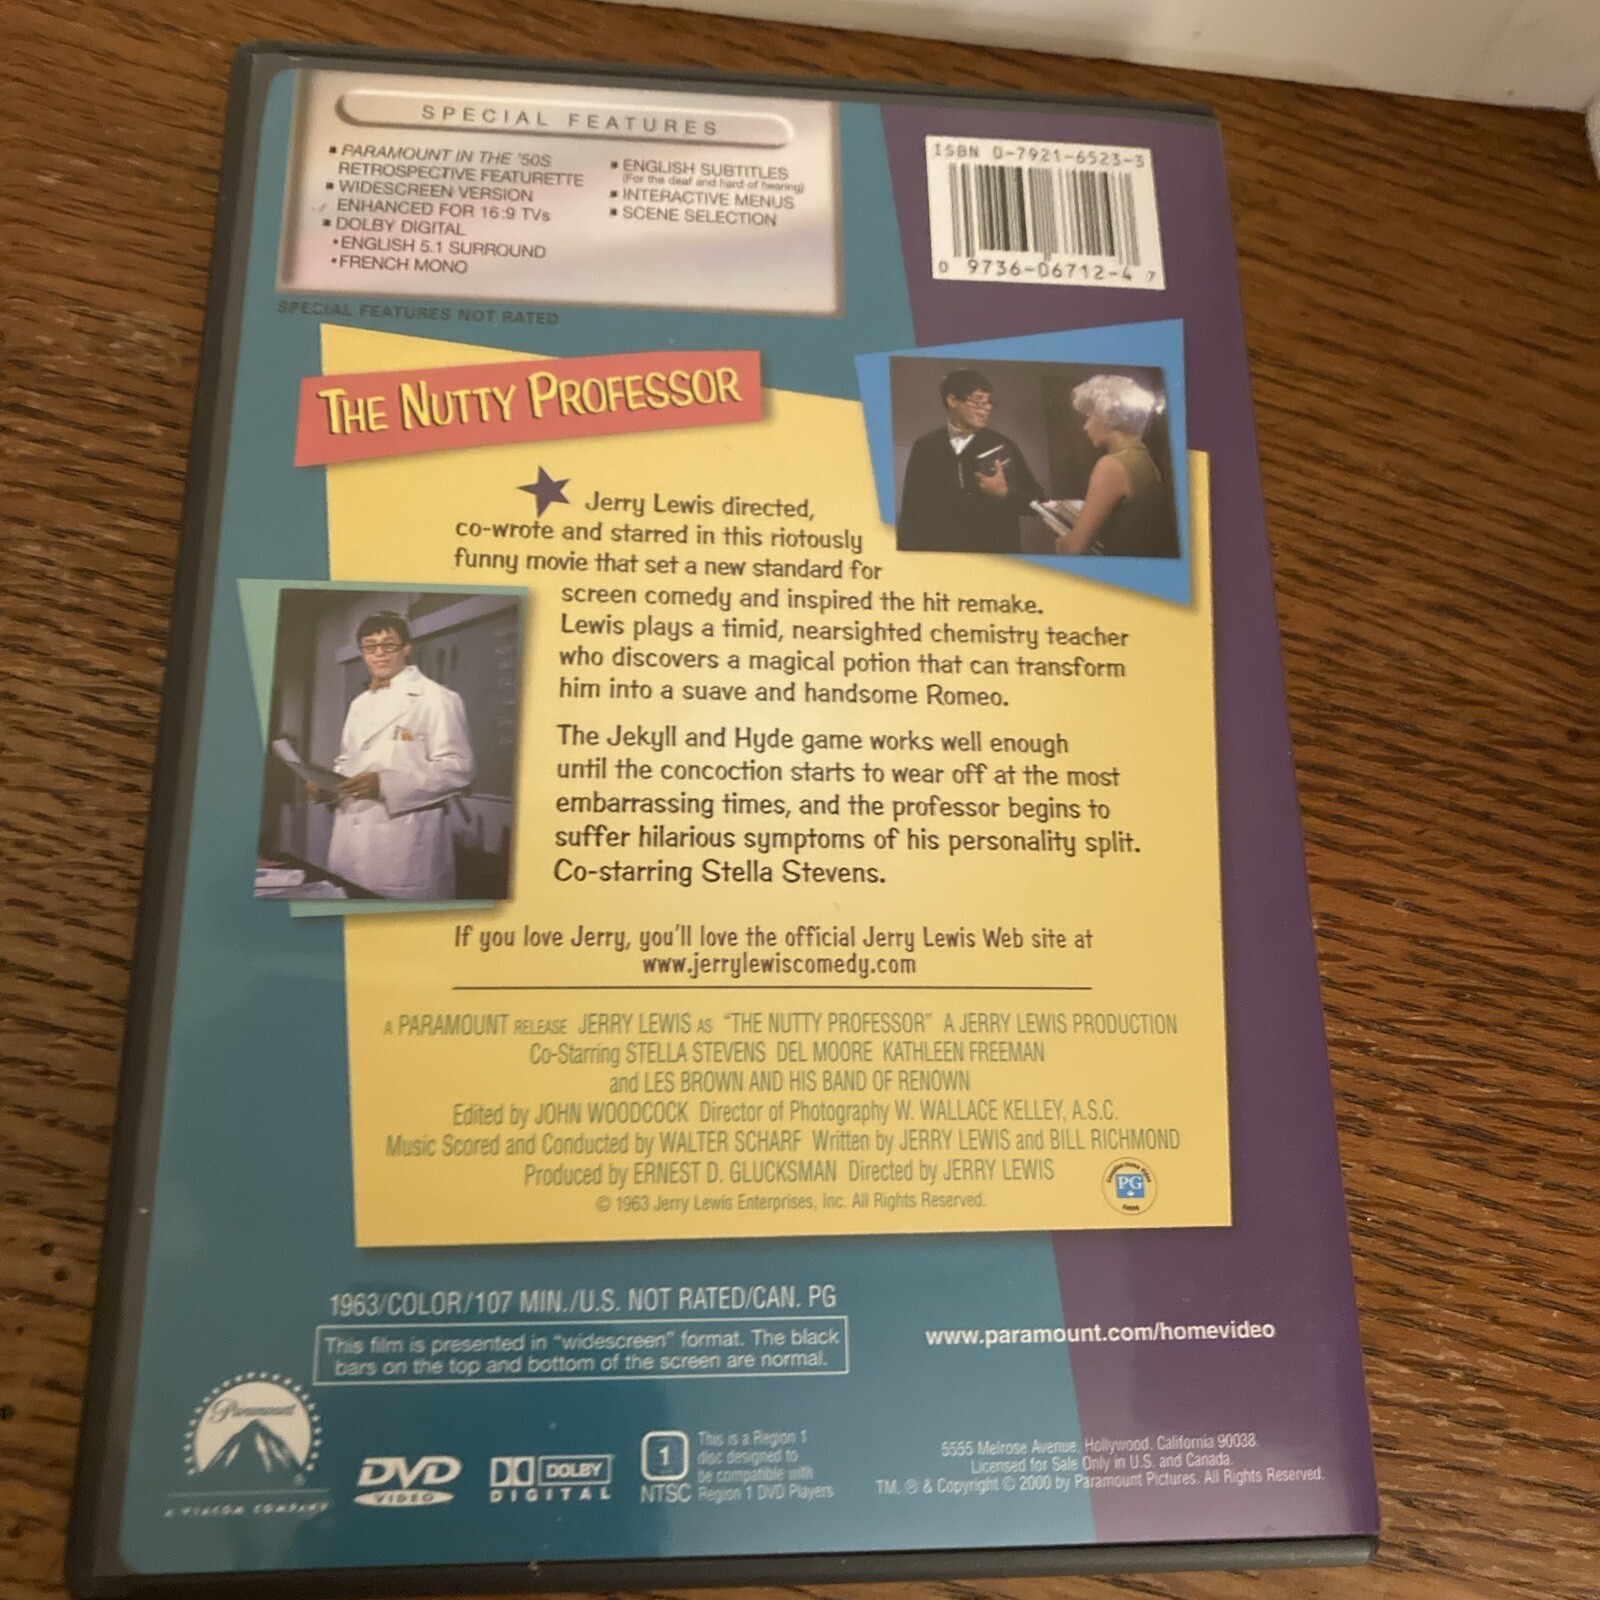 SPECIAL FEATURES
▪ PARAMOUNT IN THE '50S
RETROSPECTIVE FEATURETTE
▪ WIDESCREEN VERSION
ENHANCED FOR 16:9 TVs
▪ DOLBY DIGITAL
•ENGLISH 5.1 SURROUND
•FRENCH MONO
▪ ENGLISH SUBTITLES
(For the deaf and hard of hearing)
▪ INTERACTIVE MENUS
▪ SCENE SELECTION
SPECIAL FEATURES NOT RATED
ISBN 0-7921-6523-3
0 9736-06712-4 7
THE NUTTY PROFESSOR
Jerry Lewis directed,
co-wrote and starred in this riotously
funny movie that set a new standard for
screen comedy and inspired the hit remake.
Lewis plays a timid, nearsighted chemistry teacher
who discovers a magical potion that can transform
him into a suave and handsome Romeo.
The Jekyll and Hyde game works well enough
until the concoction starts to wear off at the most
embarrassing times, and the professor begins to
suffer hilarious symptoms of his personality split.
Co-starring Stella Stevens.
If you love Jerry, you'll love the official Jerry Lewis Web site at
www.jerrylewiscomedy.com
A PARAMOUNT RELEASE JERRY LEWIS AS "THE NUTTY PROFESSOR" A JERRY LEWIS PRODUCTION
Co-Starring STELLA STEVENS DEL MOORE KATHLEEN FREEMAN
and LES BROWN AND HIS BAND OF RENOWN
Edited by JOHN WOODCOCK Director of Photography W. WALLACE KELLEY, A.S.C.
Music Scored and Conducted by WALTER SCHARF Written by JERRY LEWIS and BILL RICHMOND
Produced by ERNEST D. GLUCKSMAN Directed by JERRY LEWIS
PG
© 1963 Jerry Lewis Enterprises, Inc. All Rights Reserved.
1963/COLOR/107 MIN./U.S. NOT RATED/CAN. PG
This film is presented in "widescreen" format. The black
bars on the top and bottom of the screen are normal.
www.paramount.com/homevideo
Paramount
A VIACOM COMPANY
DVD
VIDEO
DOLBY
DIGITAL
1
NTSC
This is a Region 1
disc designed to
be compatible with
Region 1 DVD Players
5555 Melrose Avenue, Hollywood, California 90038.
Licensed for Sale Only in U.S. and Canada.
TM, ® & Copyright © 2000 by Paramount Pictures. All Rights Reserved.